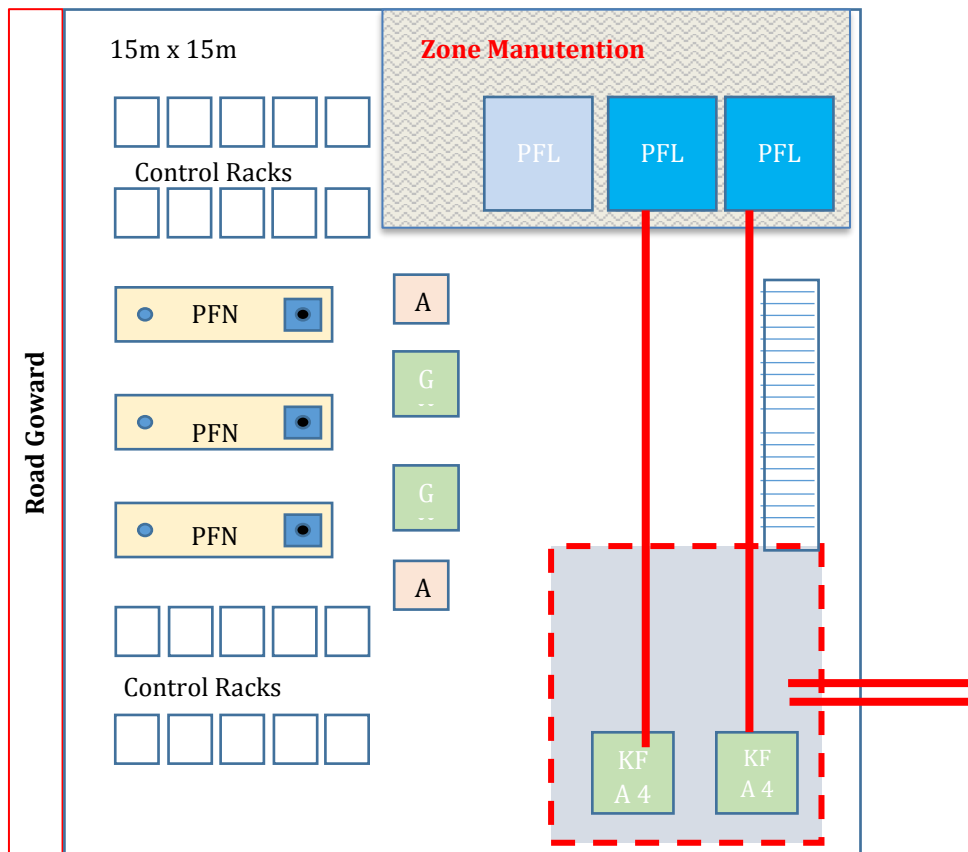 15m x 15m
Zone Manutention
PFL
PFL
PFL
Control Racks
PFN
A
G
PFN
G
PFN
A
Control Racks
KF
A 4
KF
A 4
Road Goward